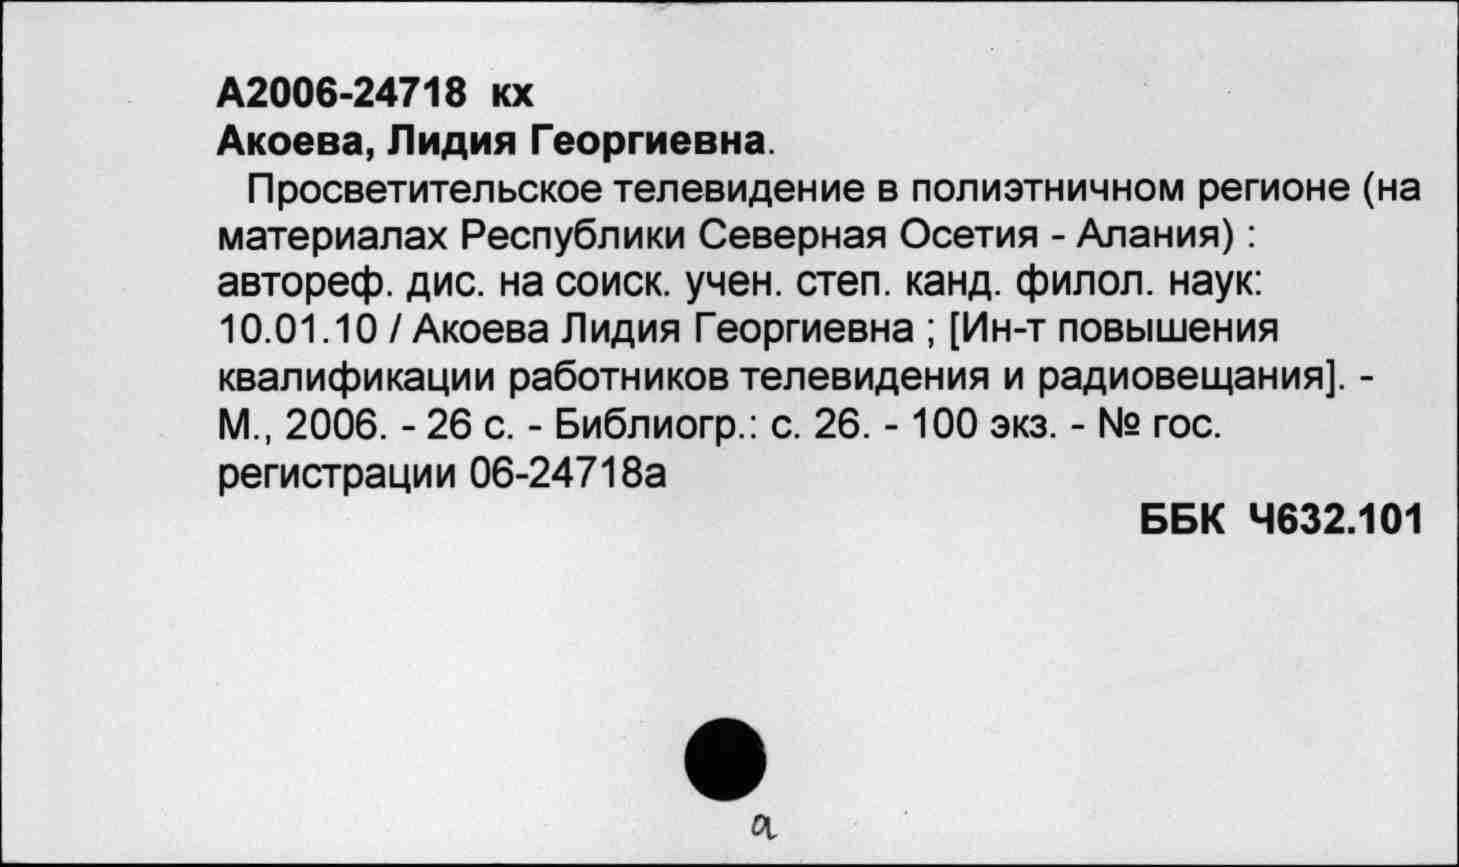 А2006-24718 кх
Акоева, Лидия Георгиевна.
Просветительское телевидение в полиэтничном регионе (на
материалах Республики Северная Осетия - Алания) :
автореф. дис. на соиск. учен. степ. канд. филол. наук:
10.01.10 / Акоева Лидия Георгиевна ; [Ин-т повышения
квалификации работников телевидения и радиовещания]. -
М., 2006. - 26 с. - Библиогр.: с. 26. - 100 экз. - № гос.
регистрации 06-24718а
ББК Ч632.101
а